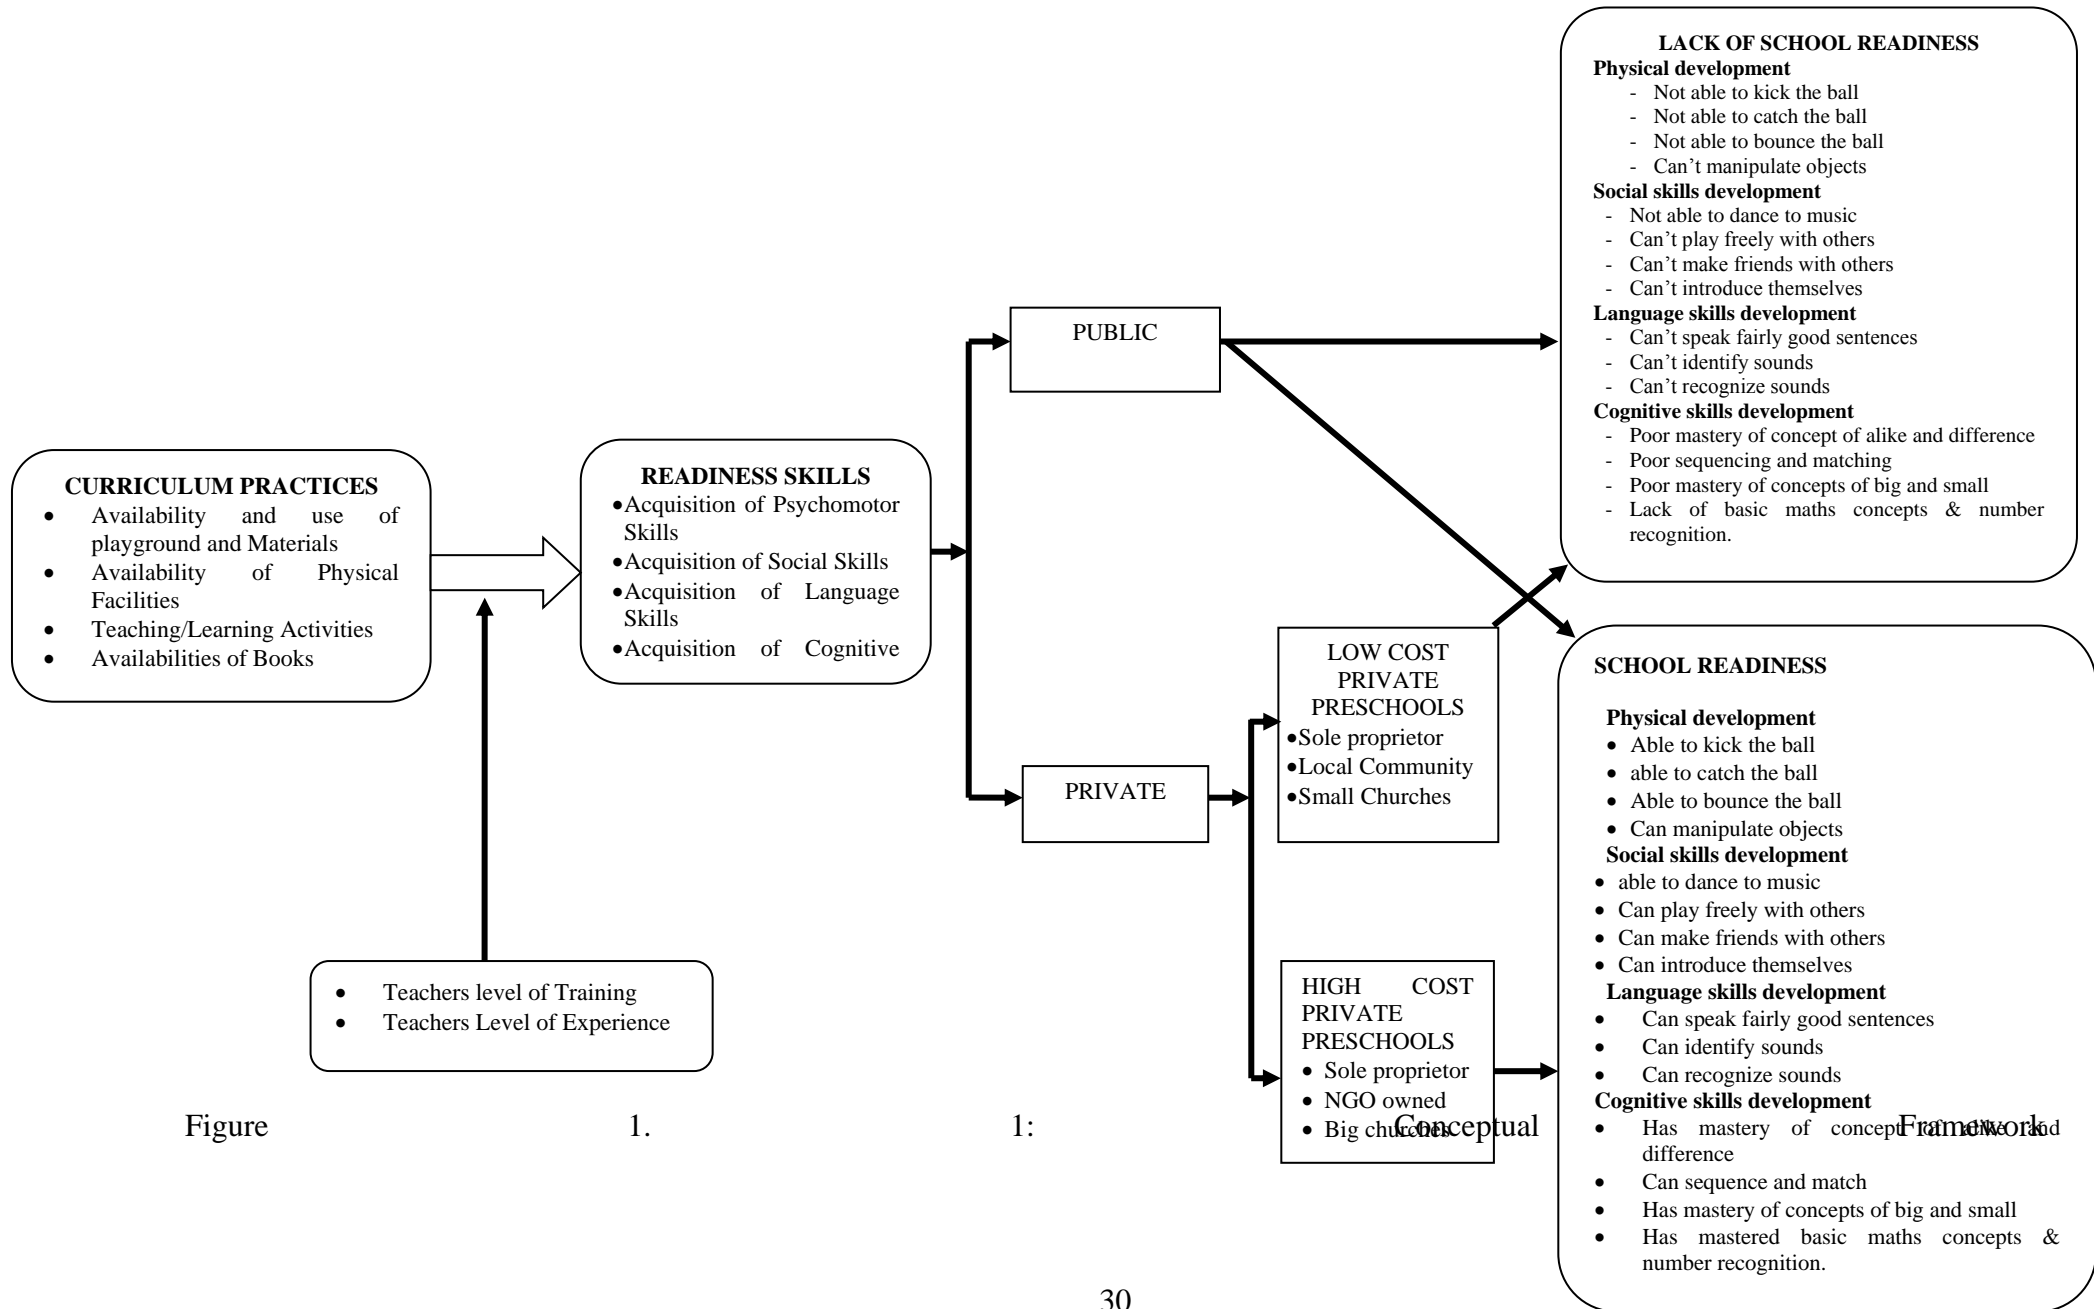 CURRICULUM PRACTICES
• Availability and use of
playground and Materials
• Availability of Physical
Facilities
• Teaching/Learning Activities
• Availabilities of Books
• Teachers level of Training
• Teachers Level of Experience
READINESS SKILLS
•Acquisition of Psychomotor
Skills
•Acquisition of Social Skills
•Acquisition of Language
Skills
•Acquisition of Cognitive
PUBLIC
PRIVATE
LOW COST
PRIVATE
PRESCHOOLS
•Sole proprietor
•Local Community
•Small Churches
HIGH COST
PRIVATE
PRESCHOOLS
• Sole proprietor
• NGO owned
• Big churches
LACK OF SCHOOL READINESS
Physical development
- Not able to kick the ball
- Not able to catch the ball
- Not able to bounce the ball
- Can’t manipulate objects
Social skills development
- Not able to dance to music
- Can’t play freely with others
- Can’t make friends with others
- Can’t introduce themselves
Language skills development
- Can’t speak fairly good sentences
- Can’t identify sounds
- Can’t recognize sounds
Cognitive skills development
- Poor mastery of concept of alike and difference
- Poor sequencing and matching
- Poor mastery of concepts of big and small
- Lack of basic maths concepts & number
recognition.
SCHOOL READINESS
Physical development
• Able to kick the ball
• able to catch the ball
• Able to bounce the ball
• Can manipulate objects
Social skills development
• able to dance to music
• Can play freely with others
• Can make friends with others
• Can introduce themselves
Language skills development
• Can speak fairly good sentences
• Can identify sounds
• Can recognize sounds
Cognitive skills development
• Has mastery of concept of alike and
difference
• Can sequence and match
• Has mastery of concepts of big and small
• Has mastered basic maths concepts &
number recognition.
Figure 1. 1: Conceptual Framework
30